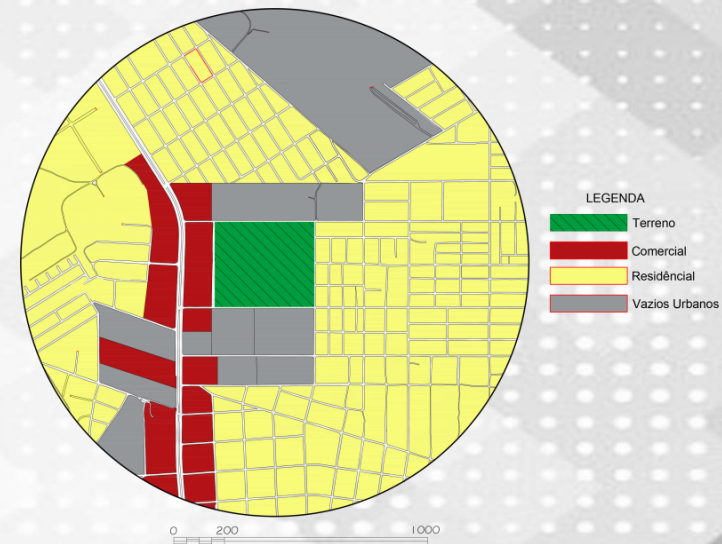 LEGENDA
Terreno
Comercial
Residêncial
Vazios Urbanos
0 200 1000